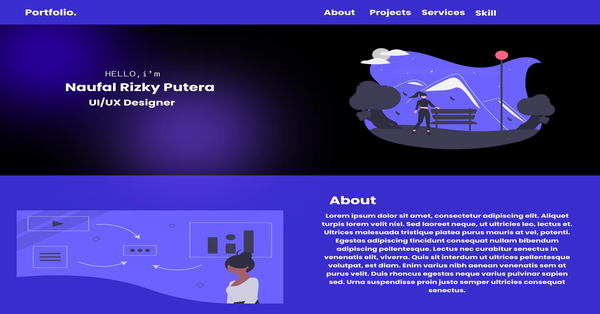 Portfolio.
About Projects Services Skill
HELLO,i'm
Naufal Rizky Putera
UI/UX Designer
About
Lorem ipsum dolor sit amet, consectetur adipiscing elit. Aliquet
turpis lorem velit nisl. Sed laoreet neque, ut ultricies leo, lectus et.
Ultrices malesuada tristique platea purus mauris at vel, potenti.
Egestas adipiscing tincidunt consequat nullam bibendum
adipiscing pellentesque. Lectus nec curabitur senectus in
venenatis elit, viverra. Quis sit interdum ut ultricies pellentesque
volutpat, est diam. Enim varius nibh aenean venenatis sem at
purus velit. Duis rhoncus egestas neque varius pulvinar sapien
sed. Urna suspendisse proin justo semper ultricies consequat
senectus.